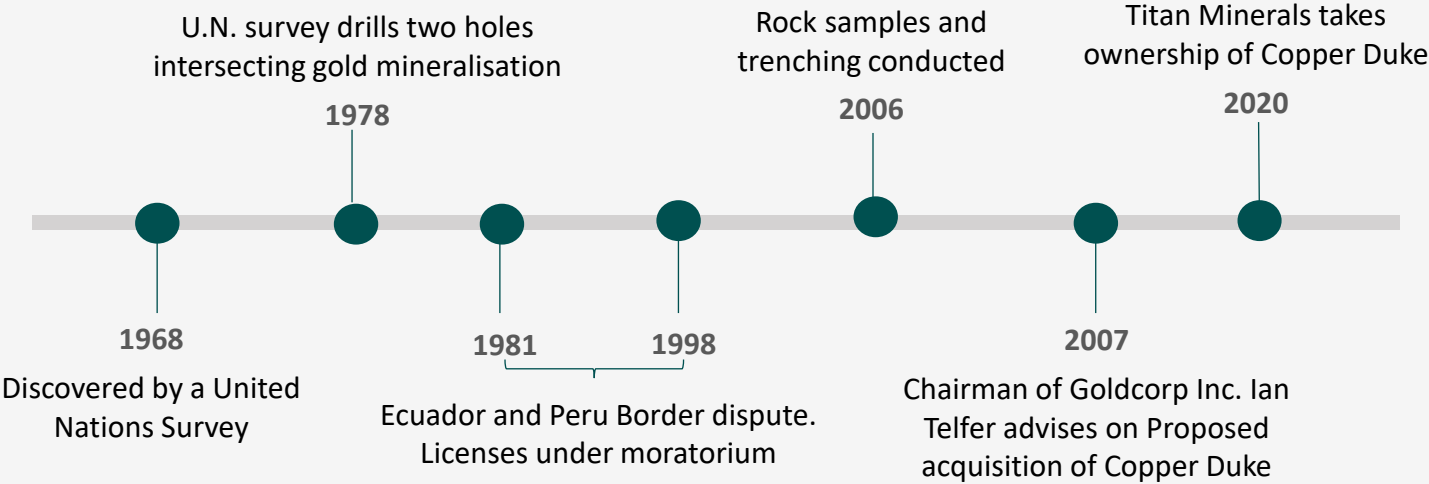 U.N. survey drills two holes
intersecting gold mineralisation
1978
Rock samples and
trenching conducted
2006
Titan Minerals takes
ownership of Copper Duke
2020
1968
Discovered by a United
Nations Survey
1981
1998
Ecuador and Peru Border dispute.
Licenses under moratorium
2007
Chairman of Goldcorp Inc. Ian
Telfer advises on Proposed
acquisition of Copper Duke